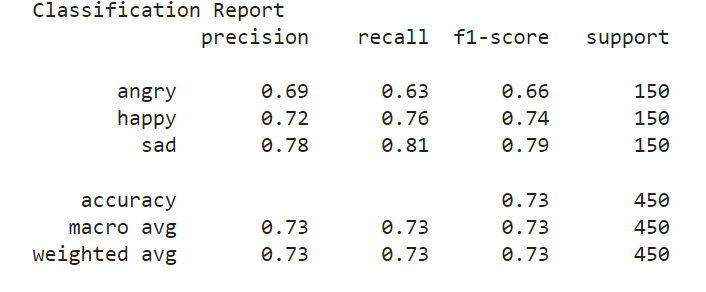 Classification Report
precision recall f1-score support
angry 0.69 0.63 0.66 150
happy 0.72 0.76 0.74 150
sad 0.78 0.81 0.79 150
accuracy 0.73 450
macro avg 0.73 0.73 0.73 450
weighted avg 0.73 0.73 0.73 450